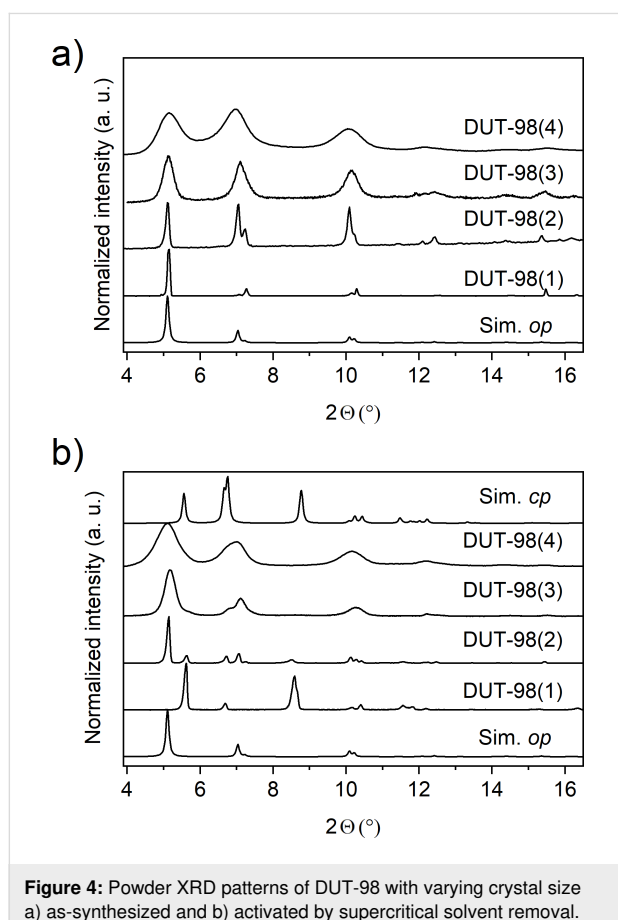 a)
Normalized intensity (a. u.)
DUT-98(4)
DUT-98(3)
DUT-98(2)
DUT-98(1)
Sim. op
4 6 8 10 12 14 16
2Θ(°)
b)
Normalized intensity (a. u.)
Sim. cp
DUT-98(4)
DUT-98(3)
DUT-98(2)
DUT-98(1)
Sim. op
4 6 8 10 12 14 16
2Θ(°)
Figure 4: Powder XRD patterns of DUT-98 with varying crystal size
a) as-synthesized and b) activated by supercritical solvent removal.